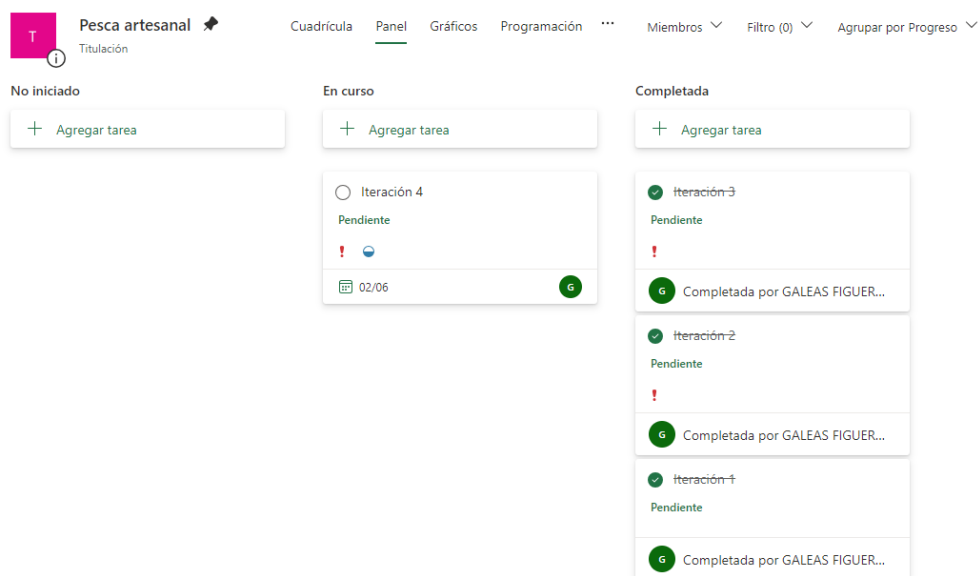 T
Pesca artesanal
Titulación
Cuadrícula Panel Gráficos Programación ...
Miembros Filtro (0) Agrupar por Progreso
No iniciado
Agregar tarea
En curso
Agregar tarea
Iteración 4
Pendiente
02/06
G
Completada
Agregar tarea
Iteración 3
Pendiente
G Completada por GALEAS FIGUER...
Iteración 2
Pendiente
G Completada por GALEAS FIGUER...
Iteración 1
Pendiente
G Completada por GALEAS FIGUER...